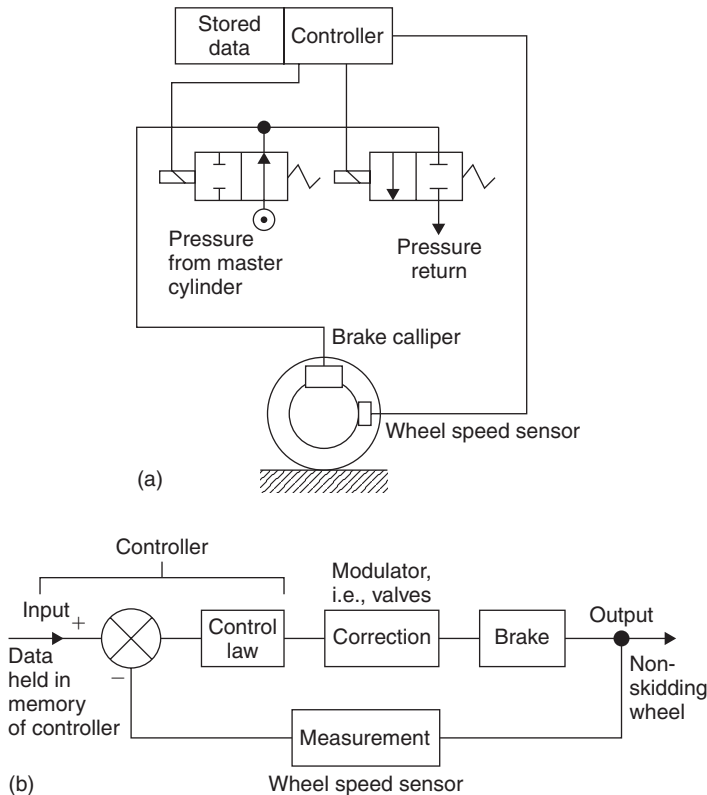 Stored
data
Controller
Pressure
from master
cylinder
Pressure
return
Brake calliper
Wheel speed sensor
(a)
Controller
Modulator,
i.e., valves
Input
+
Control
law
Correction
Brake
Output
Data
held in
memory
of controller
−
Non-
skidding
wheel
Measurement
Wheel speed sensor
(b)